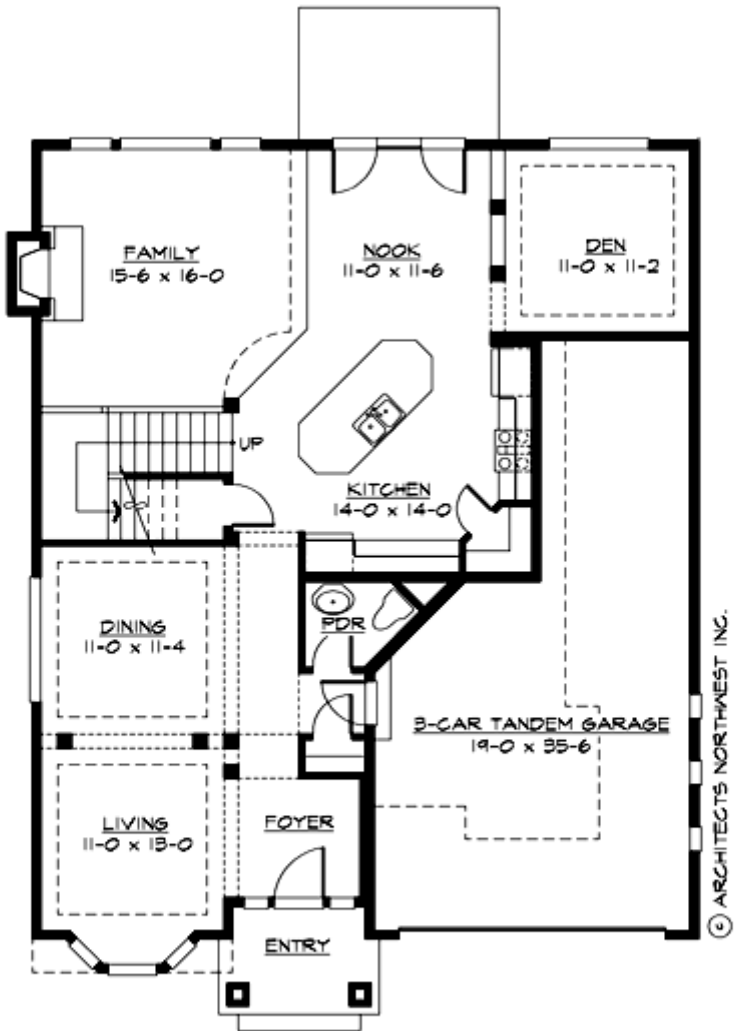 FAMILY
15-6 x 16-0
NOOK
11-0 x 11-6
DEN
11-0 x 11-2
UP
KITCHEN
14-0 x 14-0
DINING
11-0 x 11-4
PDR
3-CAR TANDEM GARAGE
19-0 x 35-6
LIVING
11-0 x 13-0
FOYER
ENTRY
© ARCHITECTS NORTHWEST INC.